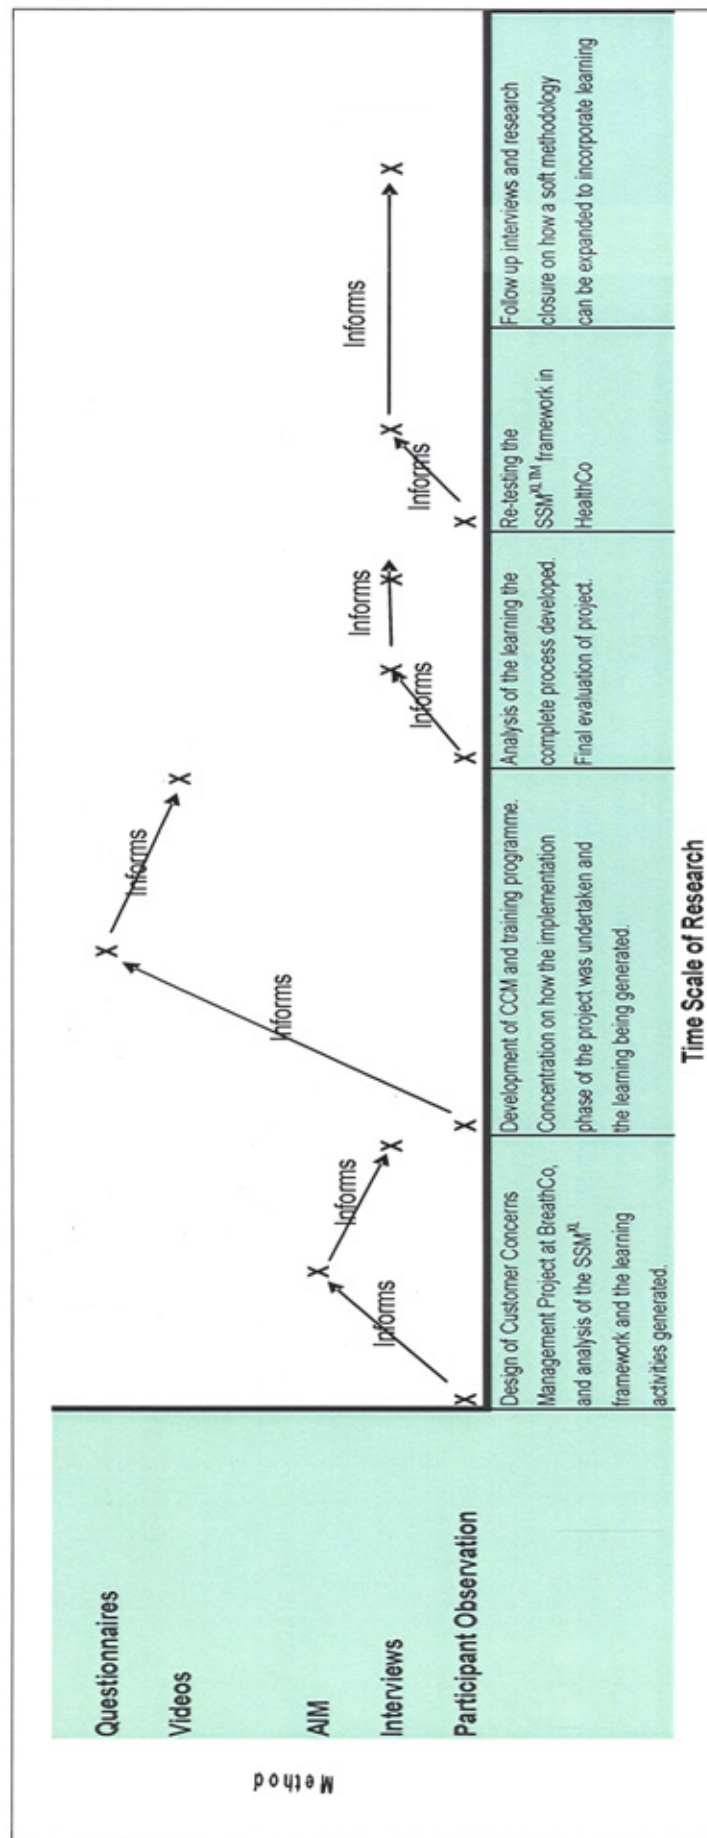 Method
Questionnaires
Videos
AIM
Interviews
Participant Observation
Informs
Informs
Informs
Informs
Informs
Informs
Informs
Informs
X
X
X
X
X
X
X
X
X
X
X
X
Design of Customer Concerns
Management Project at BreathCo,
and analysis of the SSMᴷᴸ
framework and the learning
activities generated.
Development of CCM and training programme.
Concentration on how the implementation
phase of the project was undertaken and
the learning being generated.
Analysis of the learning the
complete process developed.
Final evaluation of project.
Re-testing the
SSMᴷᴸᵀᴹ framework in
HealthCo
Follow up interviews and research
closure on how a soft methodology
can be expanded to incorporate learning
Time Scale of Research